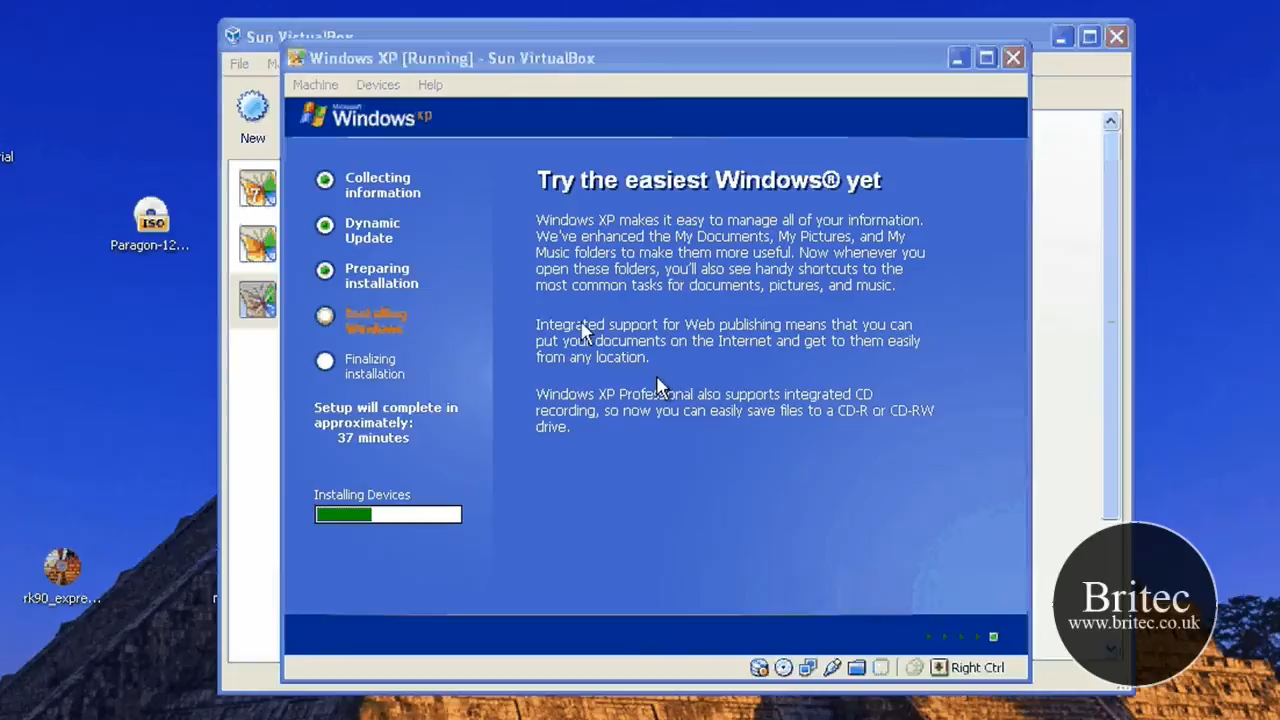 Sun VirtualBox
Windows XP [Running] - Sun VirtualBox
File
Machine Devices Help
Microsoft
Windows xp
New
Collecting
information
Dynamic
Update
Preparing
installation
Installing
Windows
Finalizing
installation
Setup will complete in
approximately:
37 minutes
Installing Devices
Try the easiest Windows® yet
Windows XP makes it easy to manage all of your information.
We've enhanced the My Documents, My Pictures, and My
Music folders to make them more useful. Now whenever you
open these folders, you'll also see handy shortcuts to the
most common tasks for documents, pictures, and music.
Integrated support for Web publishing means that you can
put your documents on the Internet and get to them easily
from any location.
Windows XP Professional also supports integrated CD
recording, so now you can easily save files to a CD-R or CD-RW
drive.
Right Ctrl
ial
ISO
Paragon-12...
rk90_expre...
Britec
www.britec.co.uk